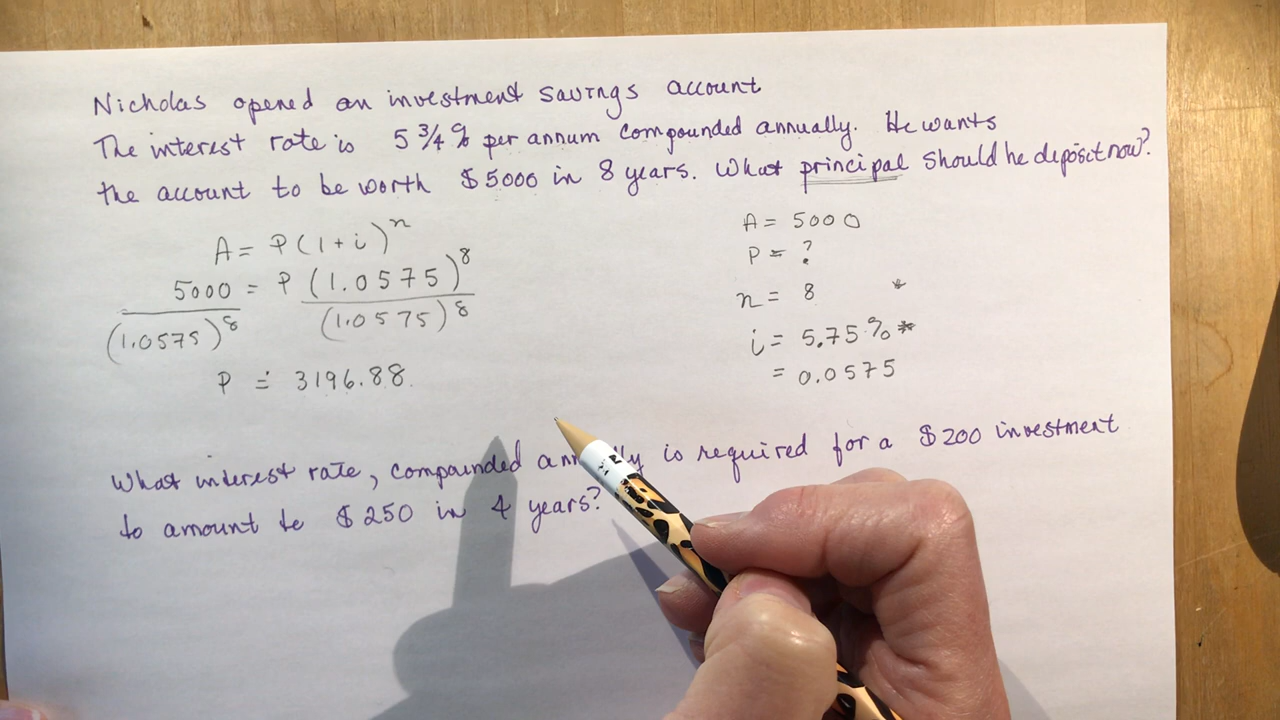 Nicholas opened an investment savings account
The interest rate is 5 3/4 % per annum compounded annually. He wants
the account to be worth $5000 in 8 years. What principal should he deposit now?
A = P(1+i)^n
5000 = P (1.0575)^8
(1.0575)^8 (1.0575)^8
P ≐ 3196.88.
A = 5000
P = ?
n = 8 *
i = 5.75% *
= 0.0575
What interest rate, compounded is required for a $200 investment
to amount to $250 in 4 years?